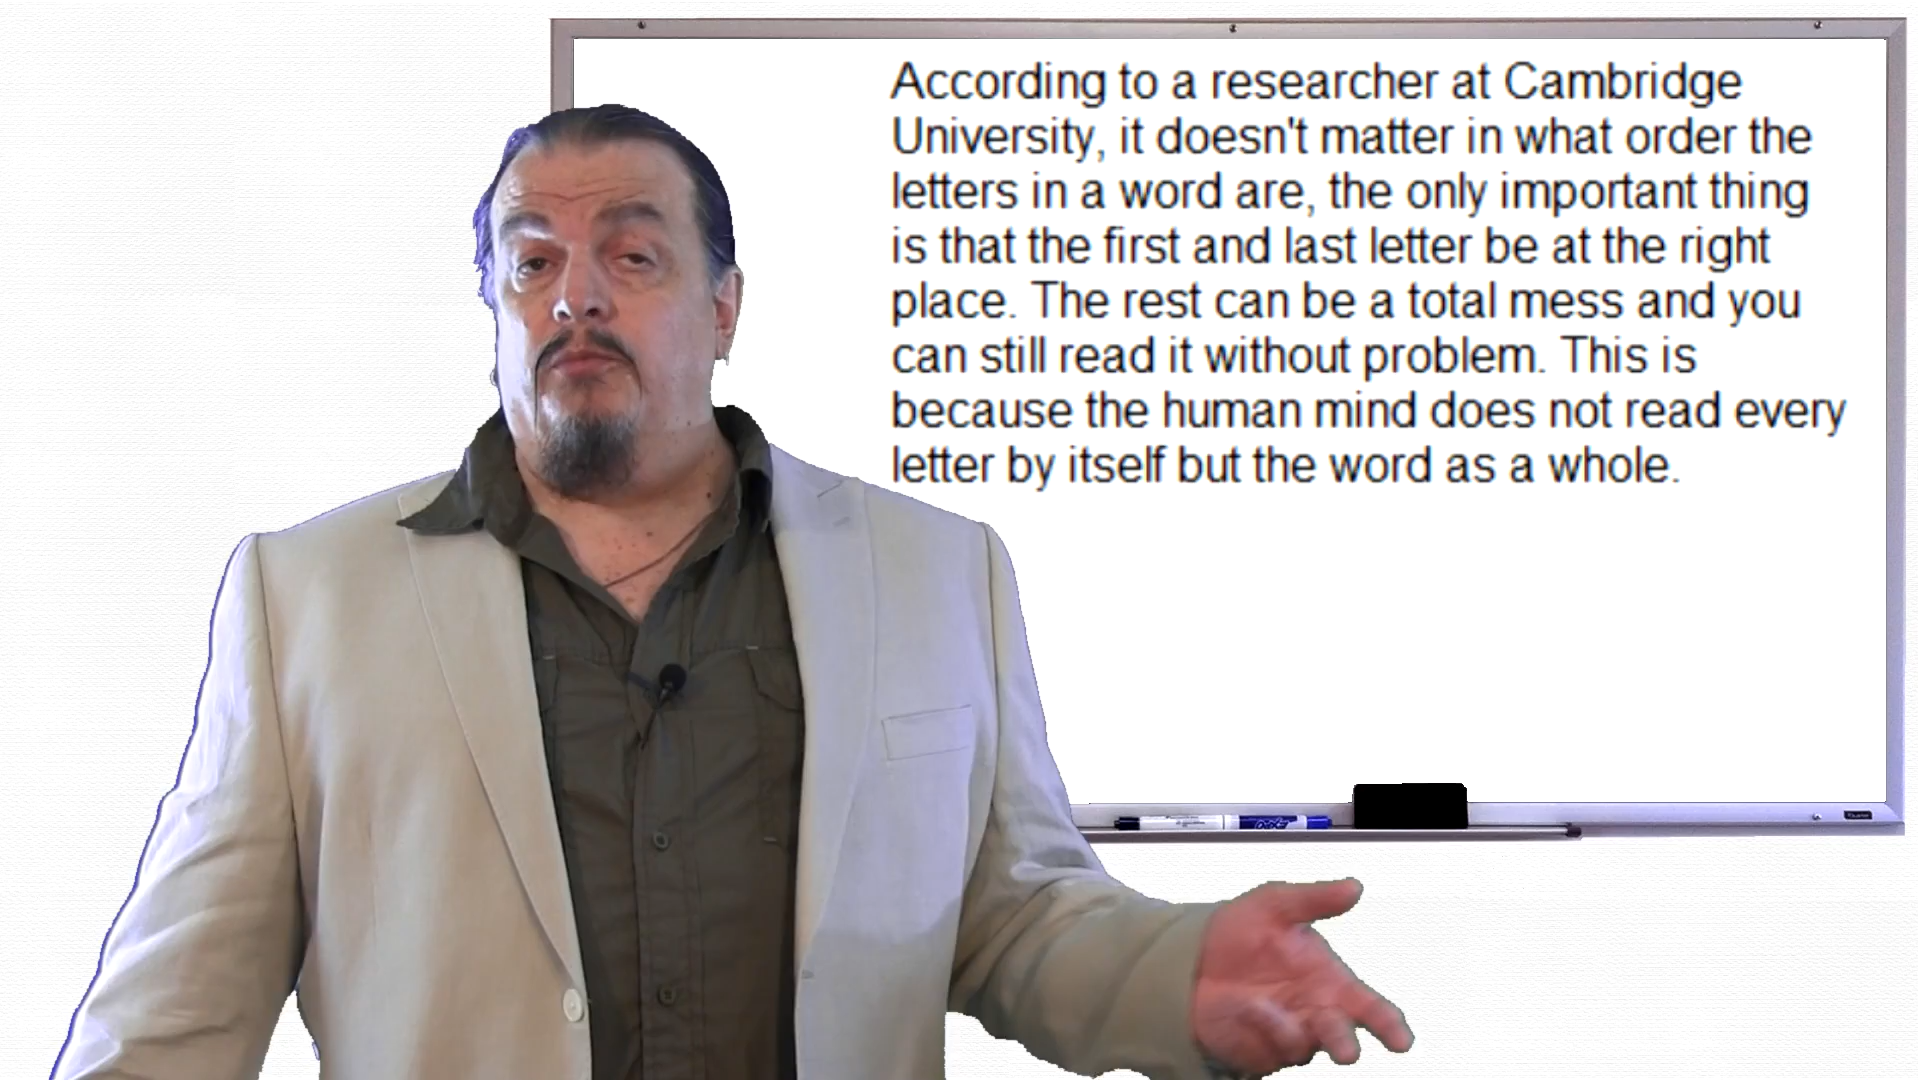 According to a researcher at Cambridge
University, it doesn't matter in what order the
letters in a word are, the only important thing
is that the first and last letter be at the right
place. The rest can be a total mess and you
can still read it without problem. This is
because the human mind does not read every
letter by itself but the word as a whole.